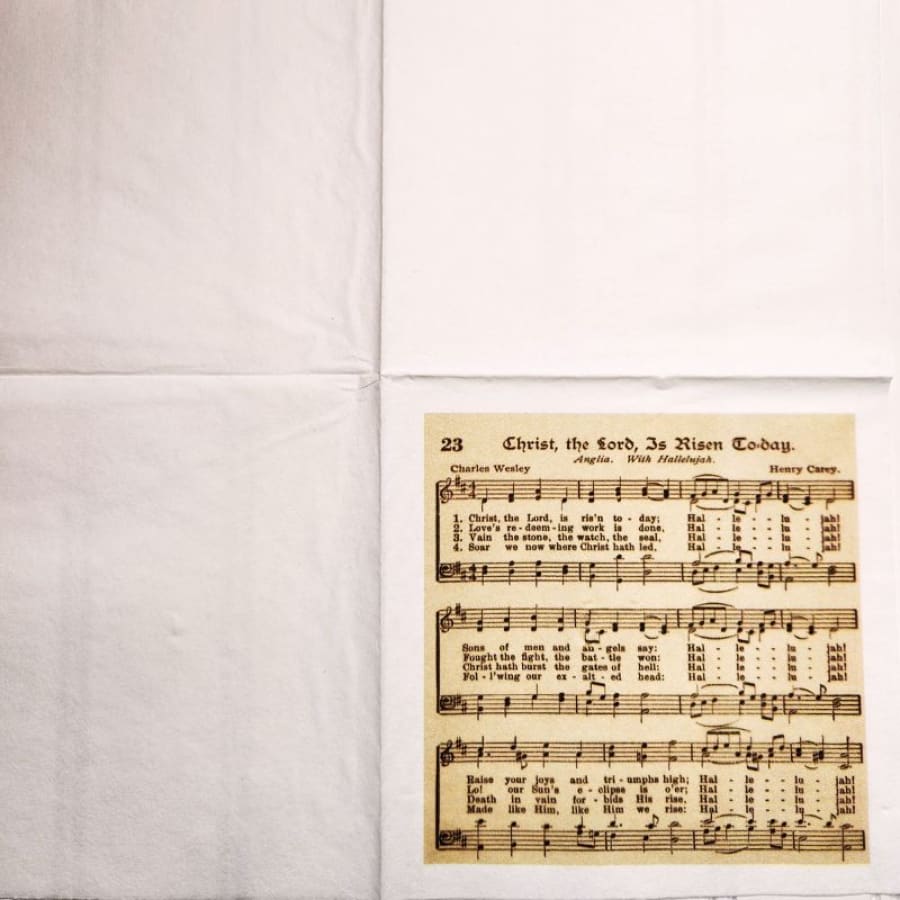 23 Christ, the Lord, Is Risen To-day.
Anglia. With Hallelujah.
Charles Wesley Henry Carey.
1. Christ, the Lord, is ris'n to - day; Hal - le - - lu - jah!
2. Love's re - deem - ing work is done, Hal - le - - lu - jah!
3. Vain the stone, the watch, the seal, Hal - le - - lu - jah!
4. Soar we now where Christ hath led, Hal - le - - lu - jah!
Sons of men and an - gels say: Hal - le - - lu - jah!
Fought the fight, the bat - tle won: Hal - le - - lu - jah!
Christ hath burst the gates of hell: Hal - le - - lu - jah!
Fol - l'wing our ex - alt - ed head: Hal - le - - lu - jah!
Raise your joys and tri - umphs high; Hal - le - - lu - jah!
Lo! our Sun's e - clipse is o'er; Hal - le - - lu - jah!
Death in vain for - bids His rise, Hal - le - - lu - jah!
Made like Him, like Him we rise: Hal - le - - lu - jah!